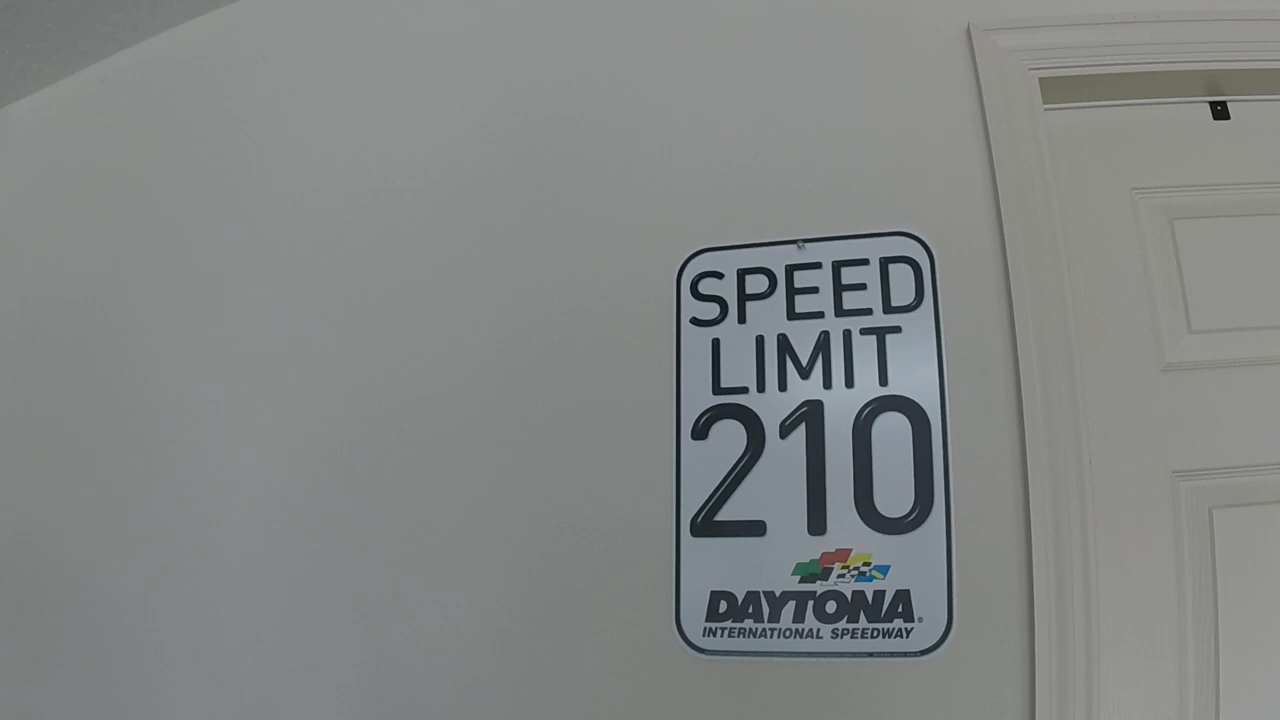 SPEED
LIMIT
210
DAYTONA®
INTERNATIONAL SPEEDWAY